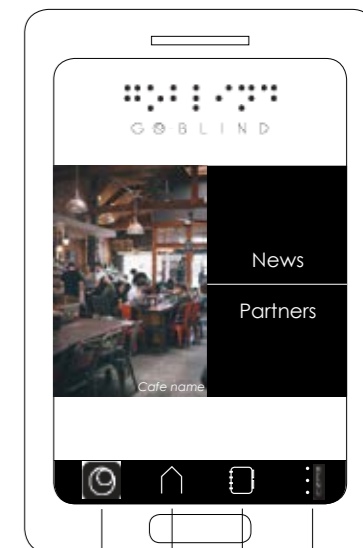 ⠛⠕⠃⠇⠊⠝⠙
GOBLIND
News
Partners
Cafe name